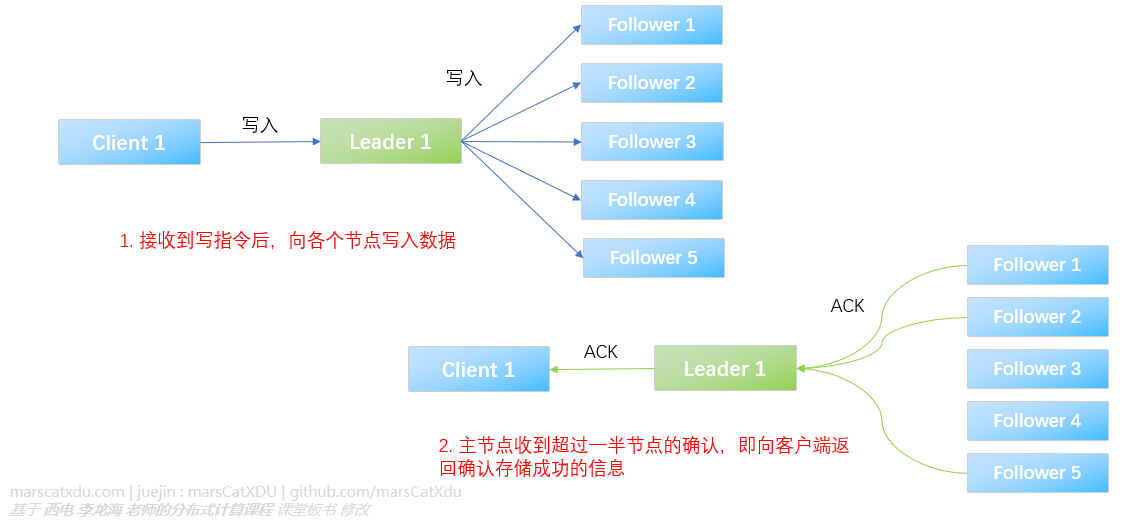 Follower 1
写入
Follower 2
Client 1
写入
Leader 1
Follower 3
Follower 4
1. 接收到写指令后，向各个节点写入数据
Follower 5
Follower 1
ACK
Follower 2
Client 1
ACK
Leader 1
Follower 3
Follower 4
2. 主节点收到超过一半节点的确认，即向客户端返
回确认存储成功的信息
Follower 5
marscatxdu.com | juejin : marsCatXDU | github.com/marsCatXdu
基于 西电 李龙海 老师的分布式计算课程 课堂板书 修改